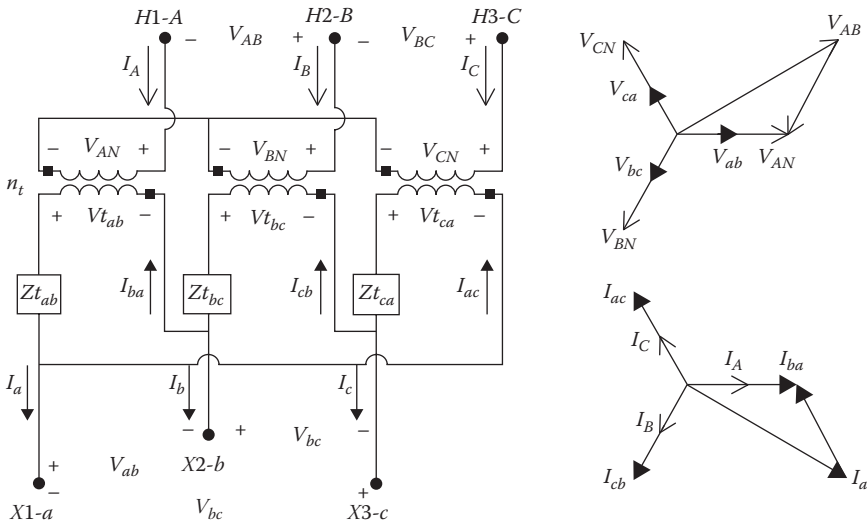 H1-A H2-B H3-C
− V_AB + − V_BC +
I_A I_B I_C
− V_AN + − V_BN + − V_CN +
n_t
+ Vt_ab − + Vt_bc − + Vt_ca −
Zt_ab I_ba Zt_bc I_cb Zt_ca I_ac
I_a I_b I_c
− + V_bc −
+ V_ab X2-b
− V_bc +
X1-a X3-c
V_CN V_AB
V_ca
V_bc V_ab V_AN
V_BN
I_ac
I_C I_A I_ba
I_B
I_cb I_a